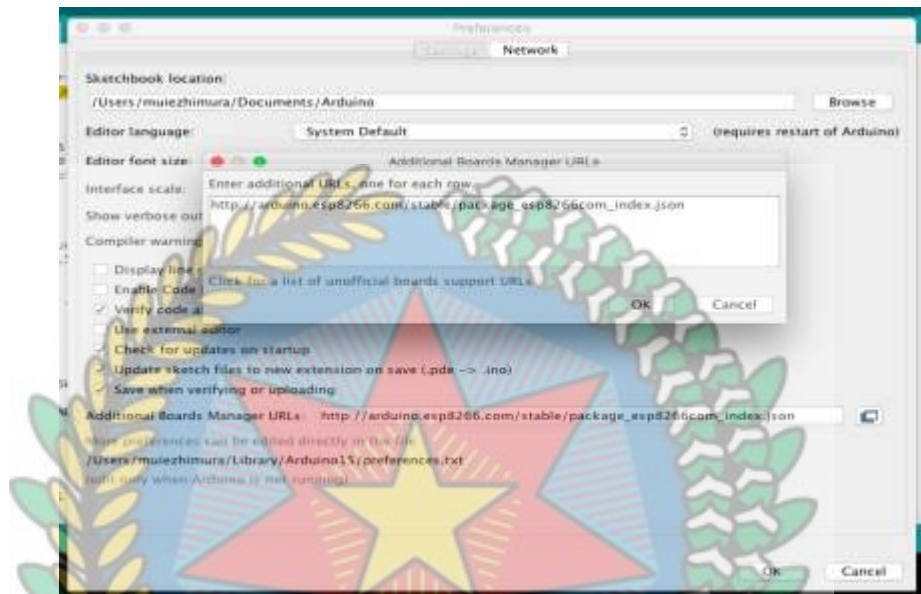 Preferences
Network
Sketchbook location:
/Users/muiezhimura/Documents/Arduino
Browse
Editor language: System Default (requires restart of Arduino)
Editor font size:
Additional Boards Manager URLs
Interface scale:
Enter additional URLs, one for each row
http://arduino.esp8266.com/stable/package_esp8266com_index.json
Show verbose out
Compiler warning
Click for a list of unofficial boards support URLs
OK
Cancel
Display line
Enable Code
Verify code a
Use external editor
Check for updates on startup
Update sketch files to new extension on save (.pde -> .ino)
Save when verifying or uploading
Additional Boards Manager URLs: http://arduino.esp8266.com/stable/package_esp8266com_index.json
More preferences can be edited directly in the file
/Users/muiezhimura/Library/Arduino15/preferences.txt
(edit only when Arduino is not running)
OK
Cancel